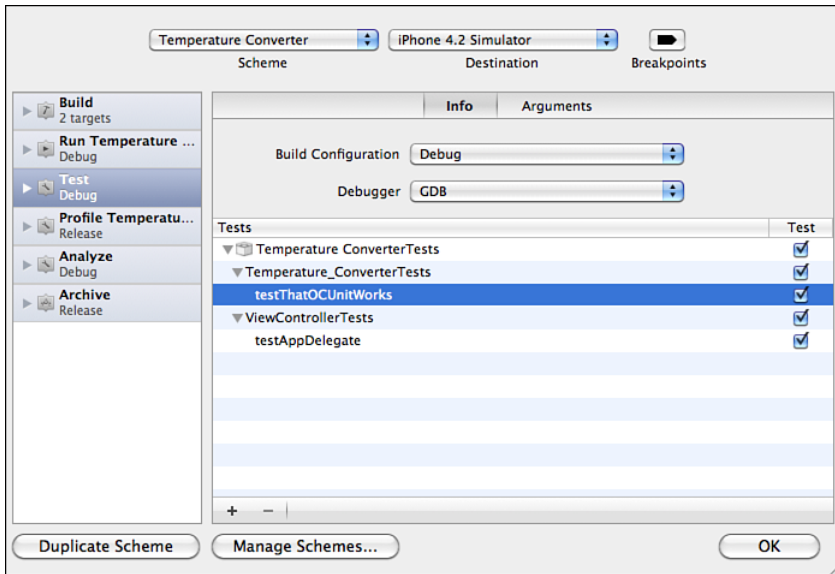 Temperature Converter
iPhone 4.2 Simulator
Scheme
Destination
Breakpoints
Build
2 targets
Run Temperature ...
Debug
Test
Debug
Profile Temperatu...
Release
Analyze
Debug
Archive
Release
Info
Arguments
Build Configuration
Debug
Debugger
GDB
Tests
Test
Temperature ConverterTests
Temperature_ConverterTests
testThatOCUnitWorks
ViewControllerTests
testAppDelegate
+ −
Duplicate Scheme
Manage Schemes...
OK